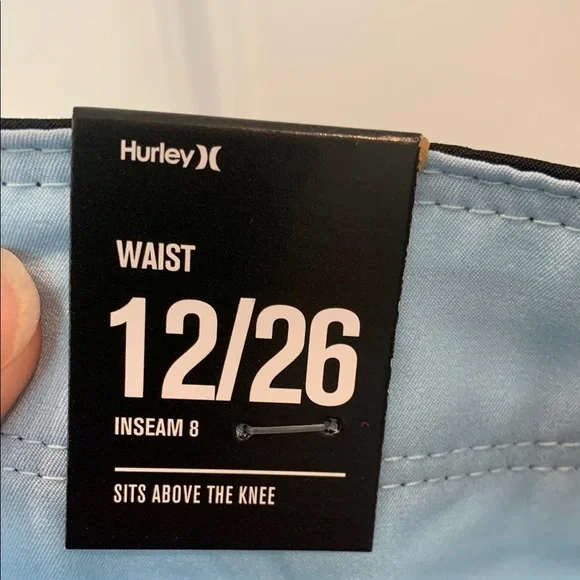 Hurley
WAIST
12/26
INSEAM 8
SITS ABOVE THE KNEE